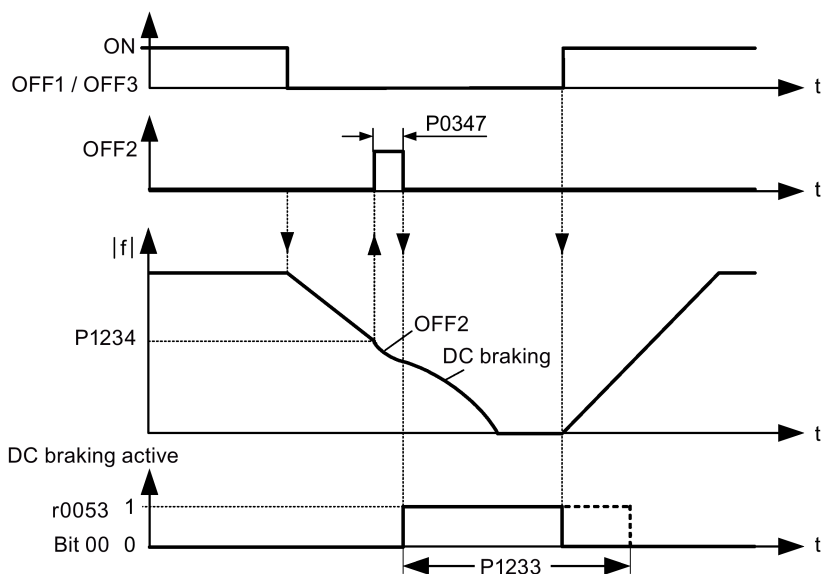 ON
OFF1 / OFF3
t
P0347
OFF2
t
|f|
P1234
OFF2
DC braking
t
DC braking active
r0053 1
Bit 00 0
t
P1233